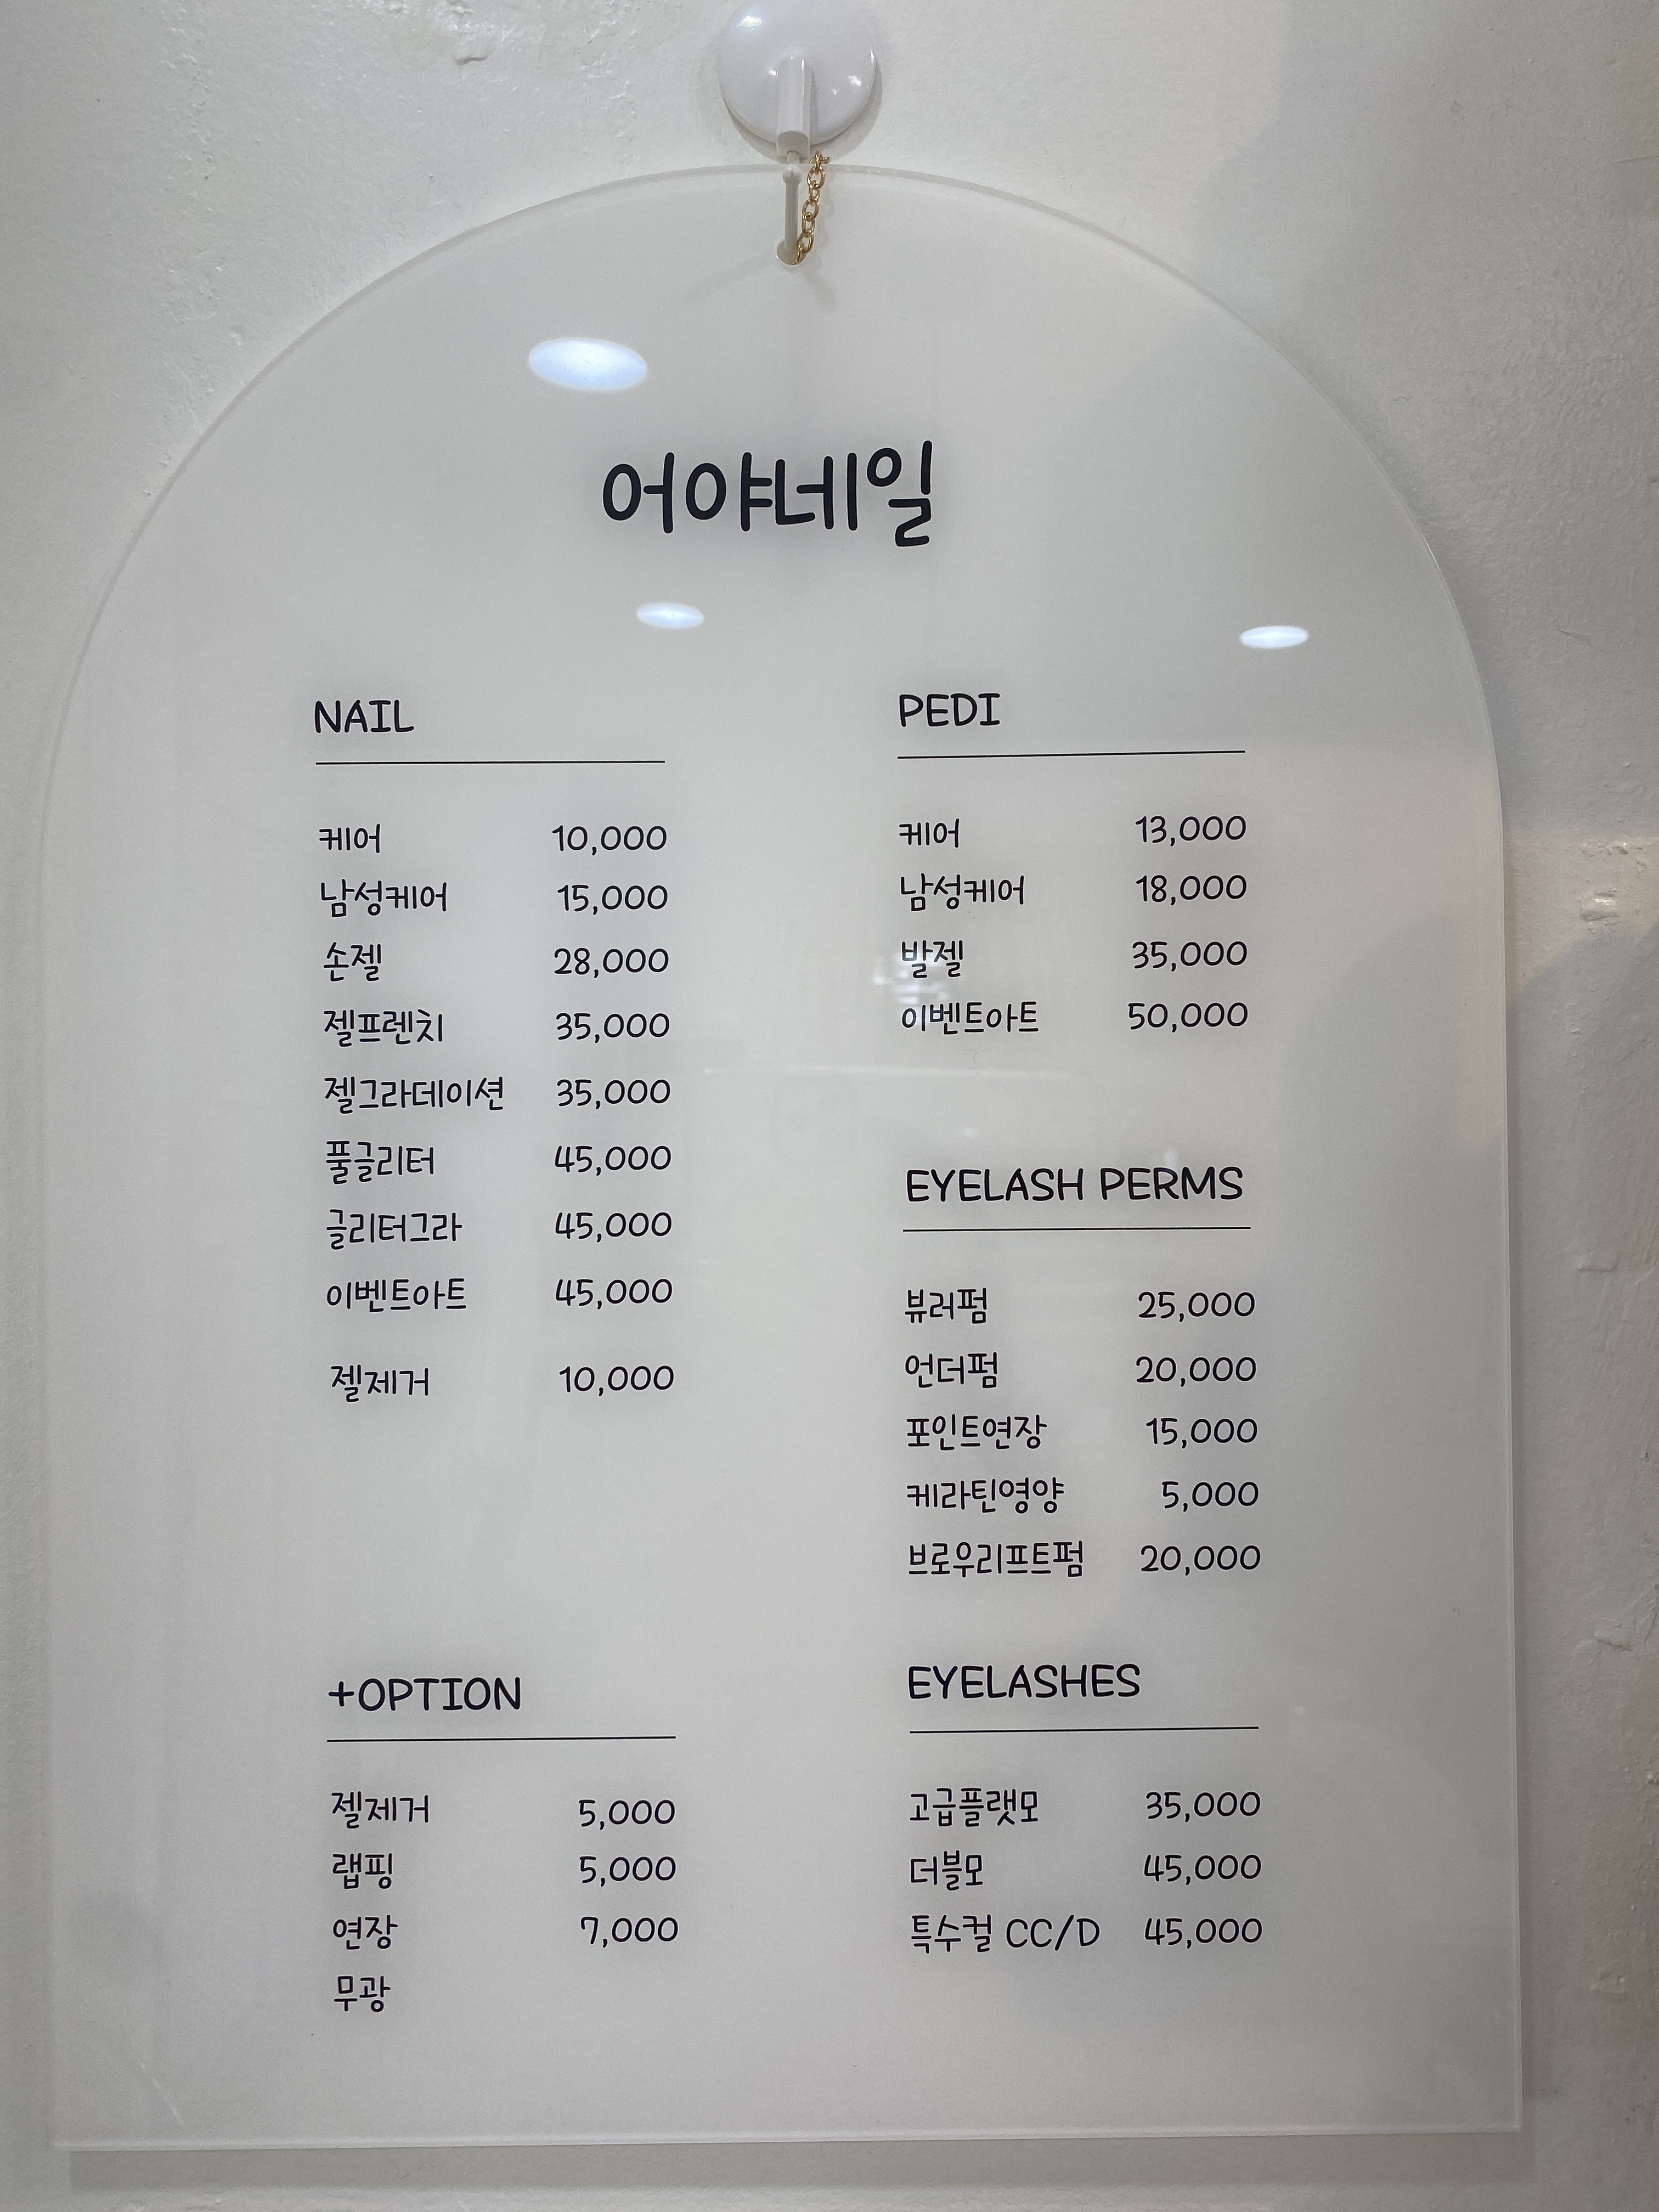 어야네일
NAIL
케어 10,000
남성케어 15,000
손젤 28,000
젤프렌치 35,000
젤그라데이션 35,000
풀글리터 45,000
글리터그라 45,000
이벤트아트 45,000
젤제거 10,000
+OPTION
젤제거 5,000
랩핑 5,000
연장 7,000
무광
PEDI
케어 13,000
남성케어 18,000
발젤 35,000
이벤트아트 50,000
EYELASH PERMS
뷰러펌 25,000
언더펌 20,000
포인트연장 15,000
케라틴영양 5,000
브로우리프트펌 20,000
EYELASHES
고급플랫모 35,000
더블모 45,000
특수컬 CC/D 45,000